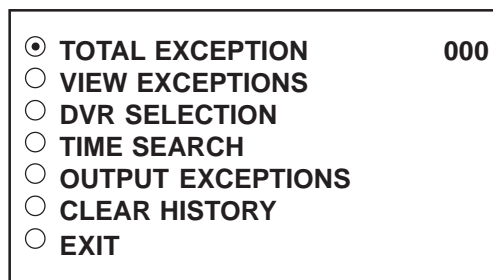 TOTAL EXCEPTION 000
VIEW EXCEPTIONS
DVR SELECTION
TIME SEARCH
OUTPUT EXCEPTIONS
CLEAR HISTORY
EXIT